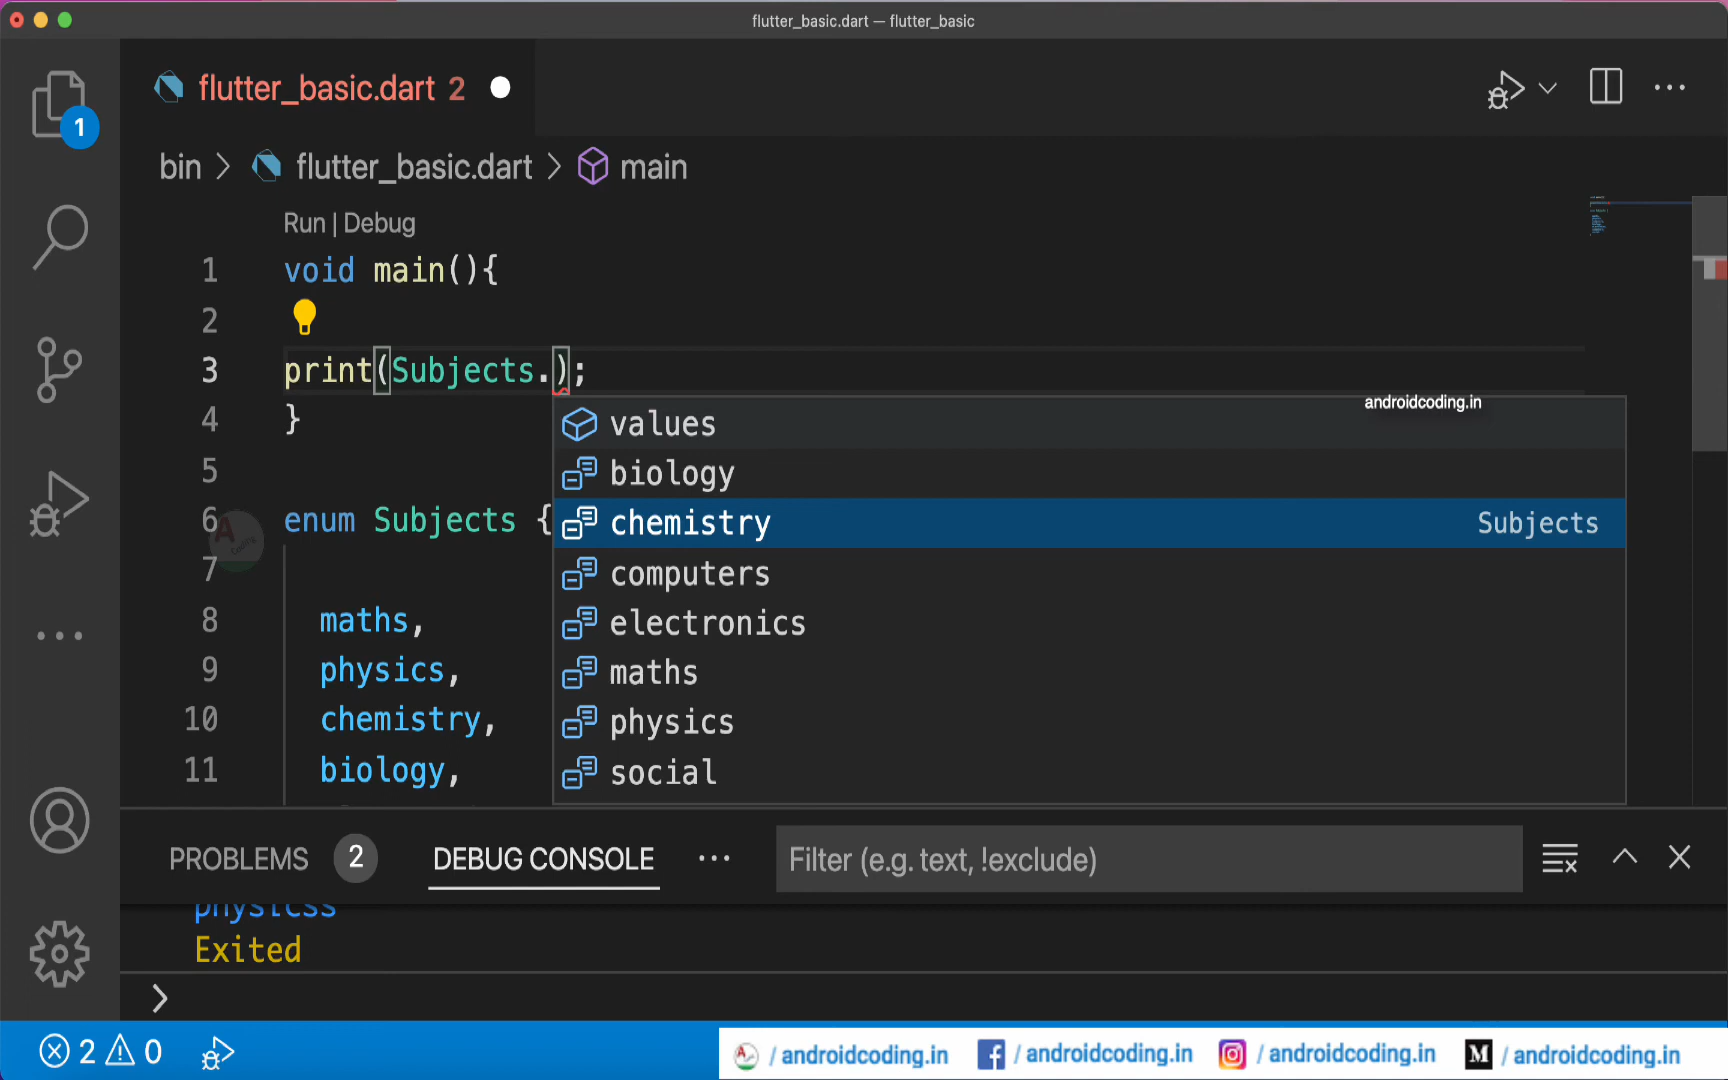 flutter_basic.dart — flutter_basic
flutter_basic.dart 2
1
bin > flutter_basic.dart > main
Run | Debug
1 void main(){
2
3 print(Subjects.);
androidcoding.in
4 }
values
5
biology
6 enum Subjects {
chemistry Subjects
7
computers
8 maths,
electronics
9 physics,
maths
10 chemistry,
physics
11 biology,
social
PROBLEMS 2 DEBUG CONSOLE ··· Filter (e.g. text, !exclude)
physicss
Exited
>
2 0
/ androidcoding.in / androidcoding.in / androidcoding.in M / androidcoding.in